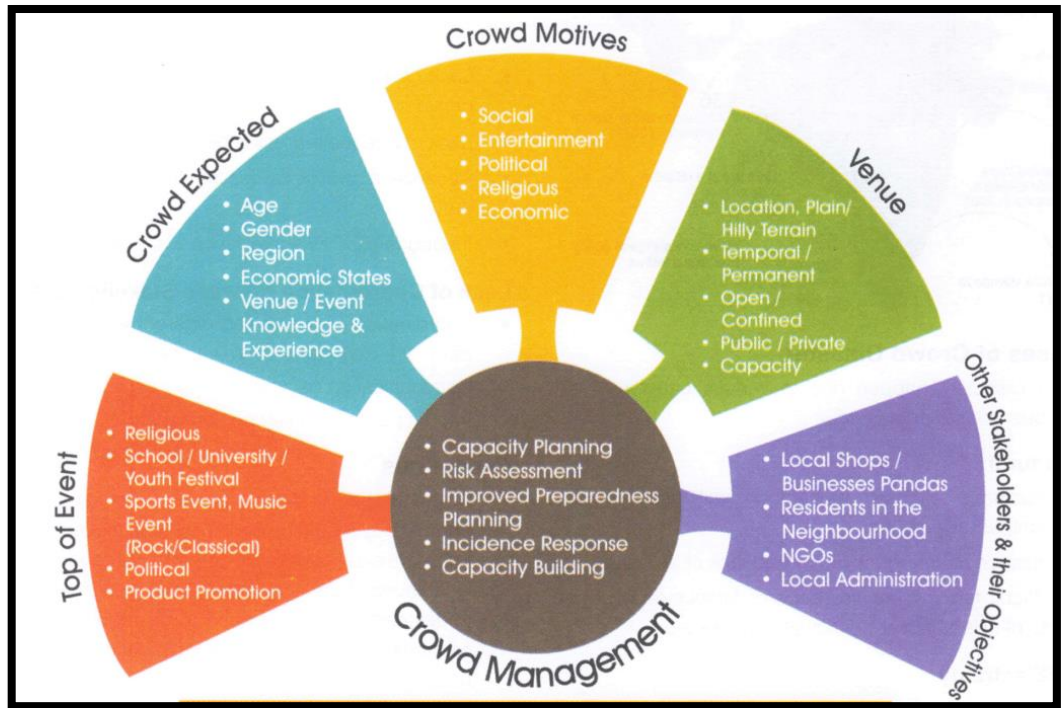 Crowd Motives
• Social
• Entertainment
• Political
• Religious
• Economic
Crowd Expected
• Age
• Gender
• Region
• Economic States
• Venue / Event
Knowledge &
Experience
Venue
• Location, Plain/
Hilly Terrain
• Temporal /
Permanent
• Open /
Confined
• Public / Private
• Capacity
Top of Event
• Religious
• School / University /
Youth Festival
• Sports Event, Music
Event
(Rock/Classical)
• Political
• Product Promotion
• Capacity Planning
• Risk Assessment
• Improved Preparedness
Planning
• Incidence Response
• Capacity Building
Crowd Management
Other Stakeholders & their Objectives
• Local Shops /
Businesses Pandas
• Residents in the
Neighbourhood
• NGOs
• Local Administration